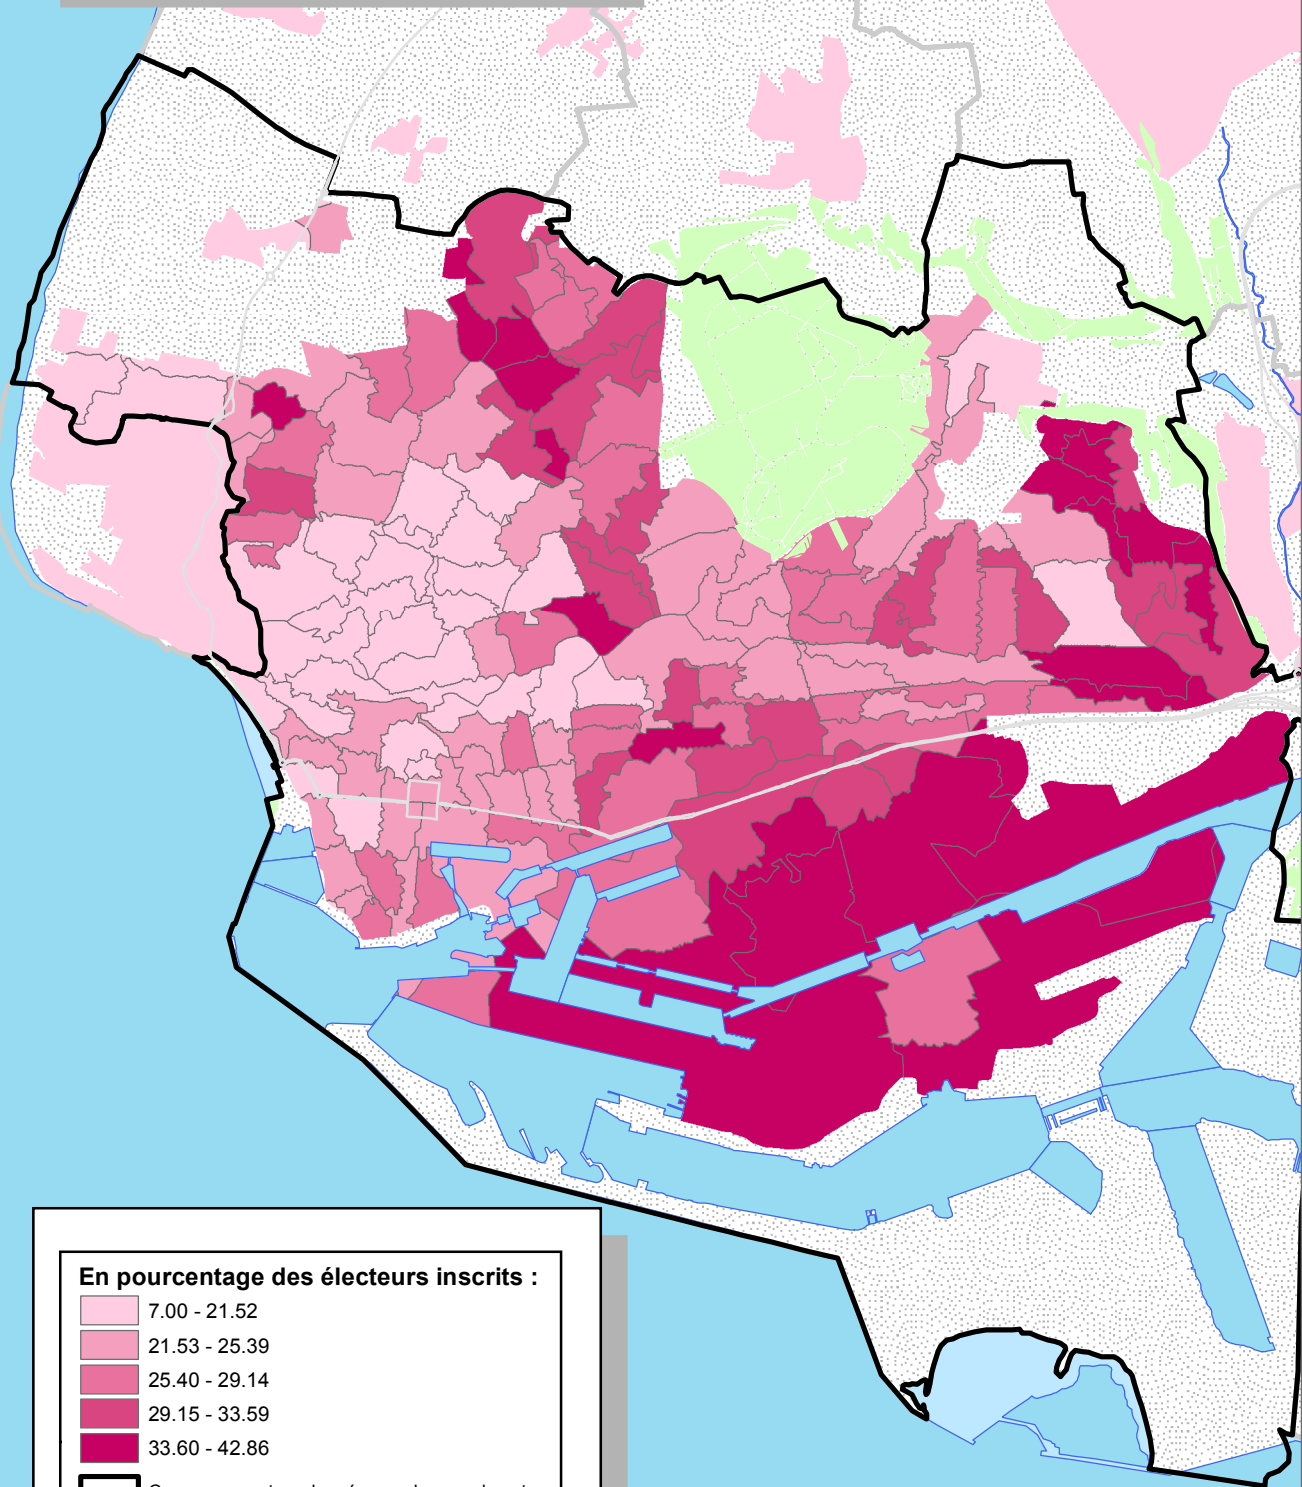 En pourcentage des électeurs inscrits :
7.00 - 21.52
21.53 - 25.39
25.40 - 29.14
29.15 - 33.59
33.60 - 42.86